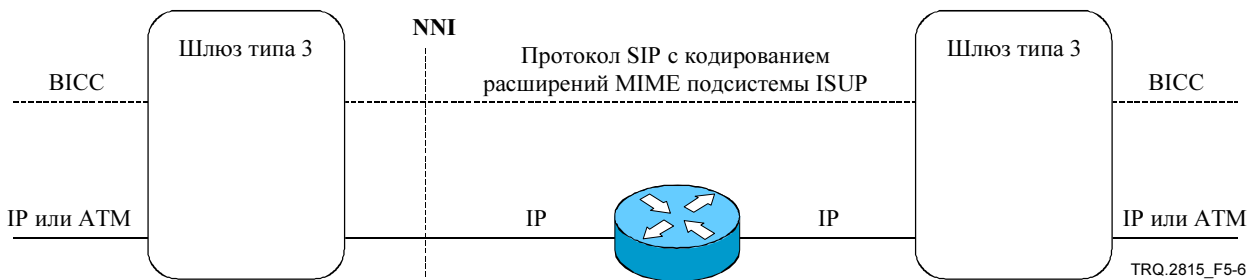 NNI
Шлюз типа 3
Протокол SIP с кодированием
расширений MIME подсистемы ISUP
Шлюз типа 3
BICC
BICC
IP или ATM
IP
IP
IP или ATM
TRQ.2815_F5-6